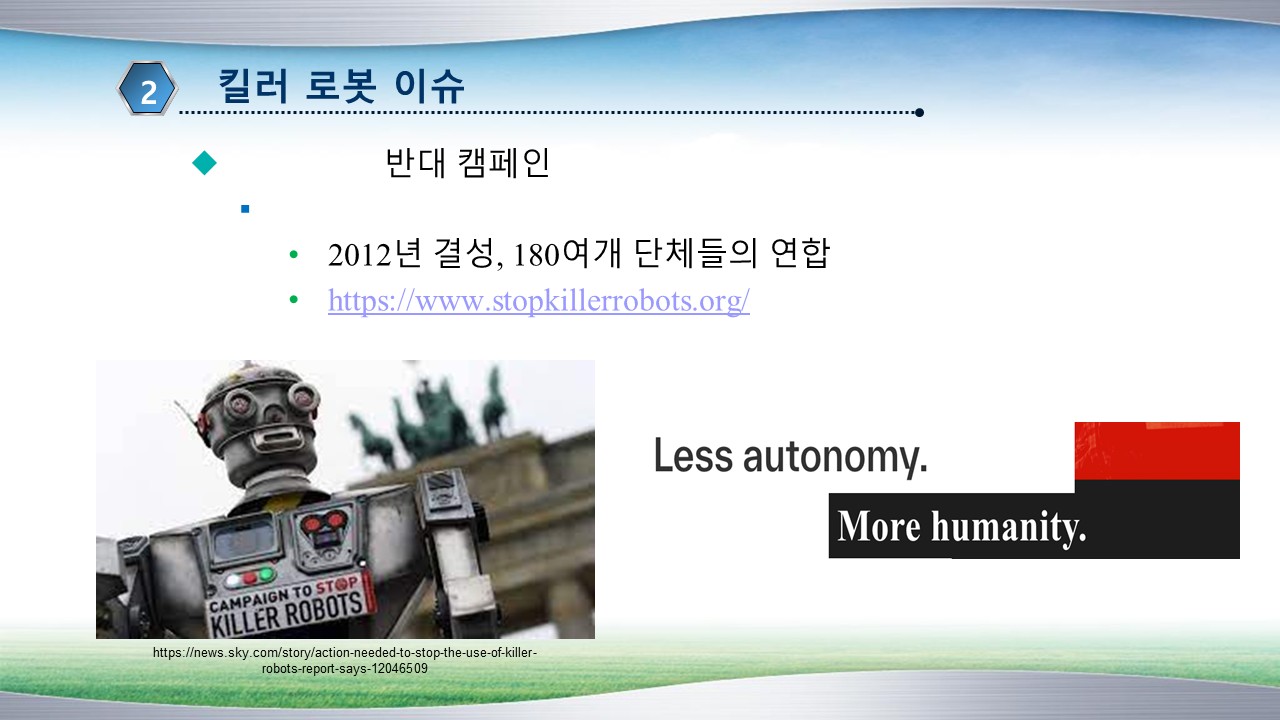 2
킬러 로봇 이슈
반대 캠페인
2012년 결성, 180여개 단체들의 연합
https://www.stopkillerrobots.org/
CAMPAIGN TO STOP
KILLER ROBOTS
Less autonomy.
More humanity.
https://news.sky.com/story/action-needed-to-stop-the-use-of-killer-
robots-report-says-12046509